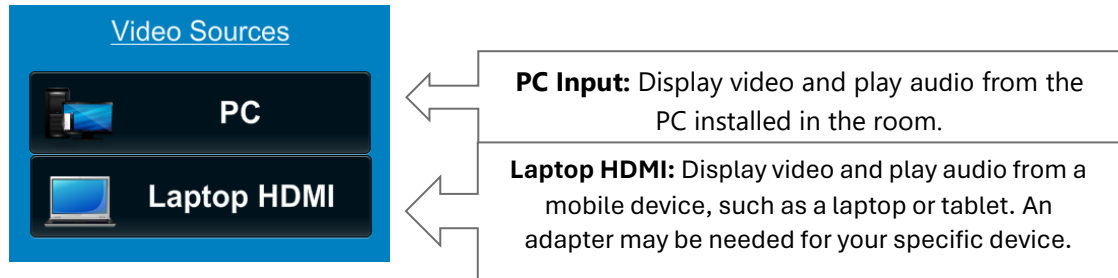 Video Sources
PC
Laptop HDMI
PC Input: Display video and play audio from the
PC installed in the room.
Laptop HDMI: Display video and play audio from a
mobile device, such as a laptop or tablet. An
adapter may be needed for your specific device.